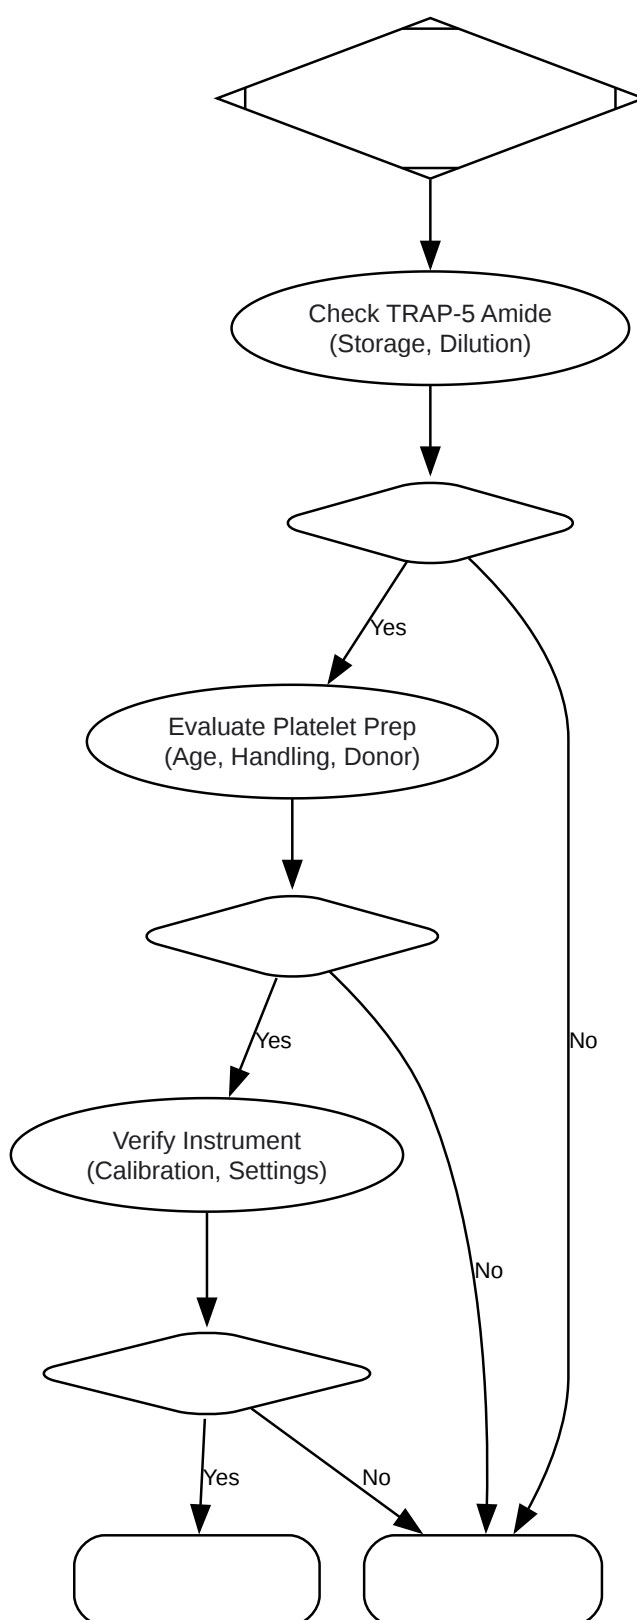 Check TRAP-5 Amide
(Storage, Dilution)
Yes
Evaluate Platelet Prep
(Age, Handling, Donor)
Yes
No
Verify Instrument
(Calibration, Settings)
No
Yes
No